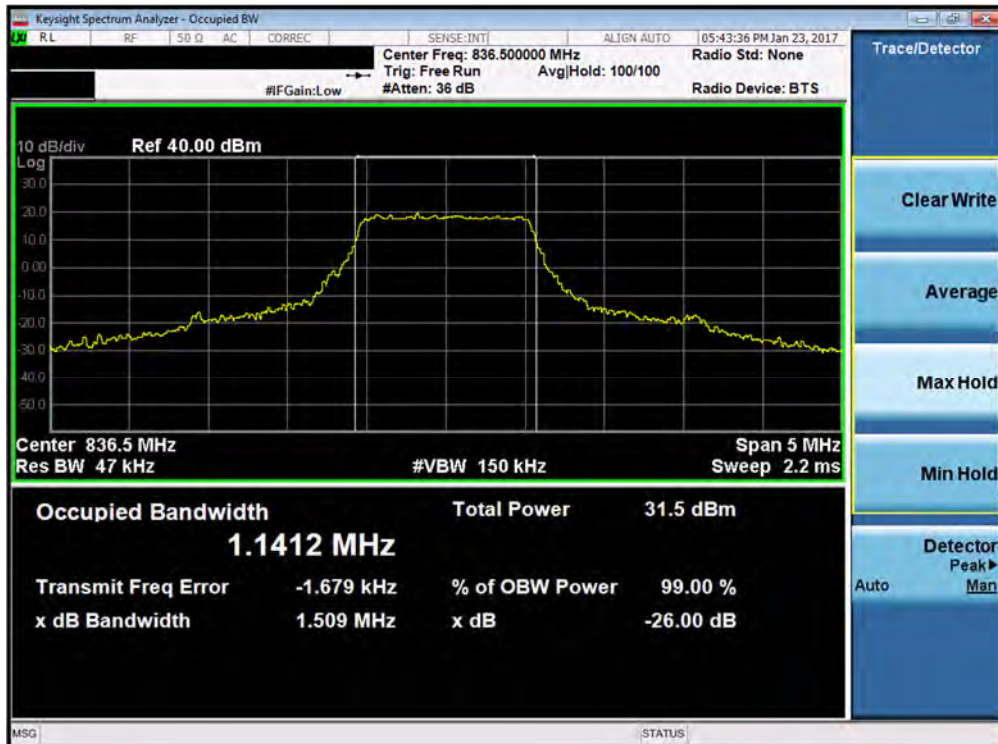 Keysight Spectrum Analyzer - Occupied BW
RL RF 50 Ω AC CORREC SENSE:INT ALIGN AUTO 05:43:36 PM Jan 23, 2017
Center Freq: 836.500000 MHz Radio Std: None
Trig: Free Run Avg|Hold: 100/100
#IFGain:Low #Atten: 36 dB Radio Device: BTS
10 dB/div Ref 40.00 dBm
Log
30.0
20.0
10.0
0.00
-10.0
-20.0
-30.0
-40.0
-50.0
Center 836.5 MHz Span 5 MHz
Res BW 47 kHz #VBW 150 kHz Sweep 2.2 ms
Occupied Bandwidth Total Power 31.5 dBm
1.1412 MHz
Transmit Freq Error -1.679 kHz % of OBW Power 99.00 %
x dB Bandwidth 1.509 MHz x dB -26.00 dB
Trace/Detector
Clear Write
Average
Max Hold
Min Hold
Detector
Peak▶
Auto Man
MSG STATUS